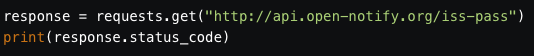 response = requests.get("http://api.open-notify.org/iss-pass")
print(response.status_code)